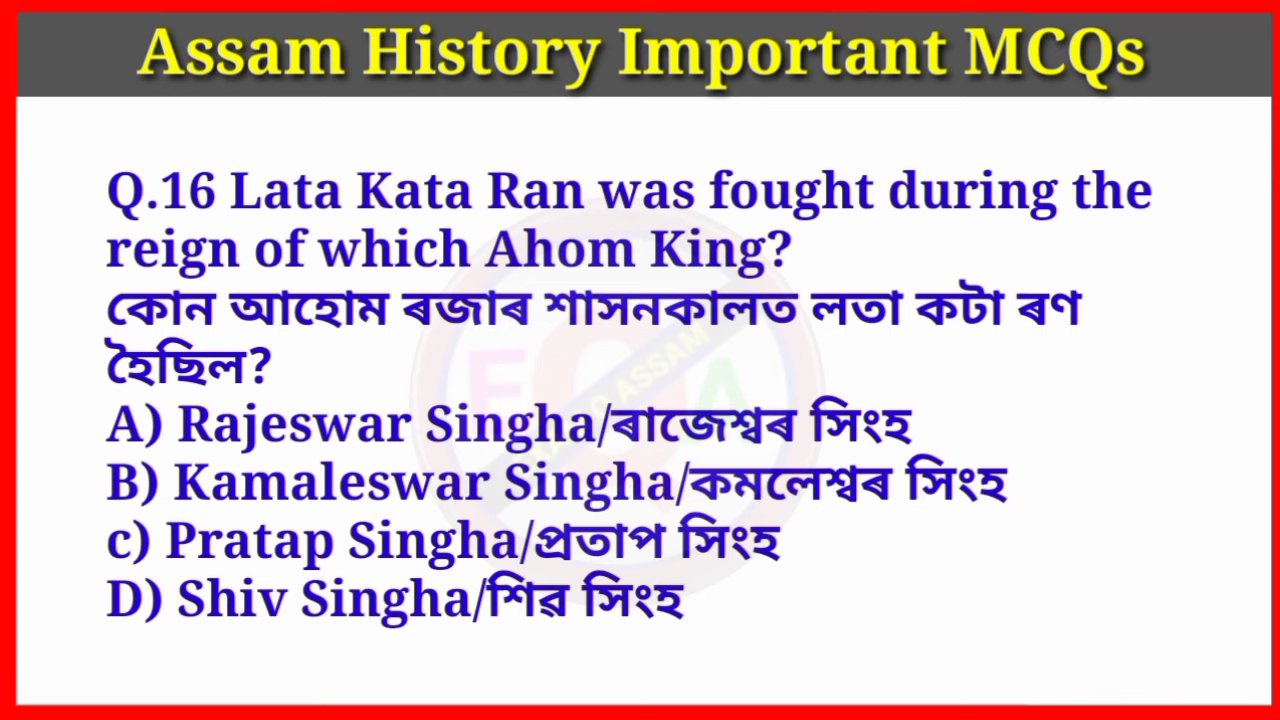 Assam History Important MCQs
Q.16 Lata Kata Ran was fought during the
reign of which Ahom King?
কোন আহোম ৰজাৰ শাসনকালত লতা কটা ৰণ
হৈছিল?
A) Rajeswar Singha/ৰাজেশ্বৰ সিংহ
B) Kamaleswar Singha/কমলেশ্বৰ সিংহ
c) Pratap Singha/প্ৰতাপ সিংহ
D) Shiv Singha/শিৱ সিংহ